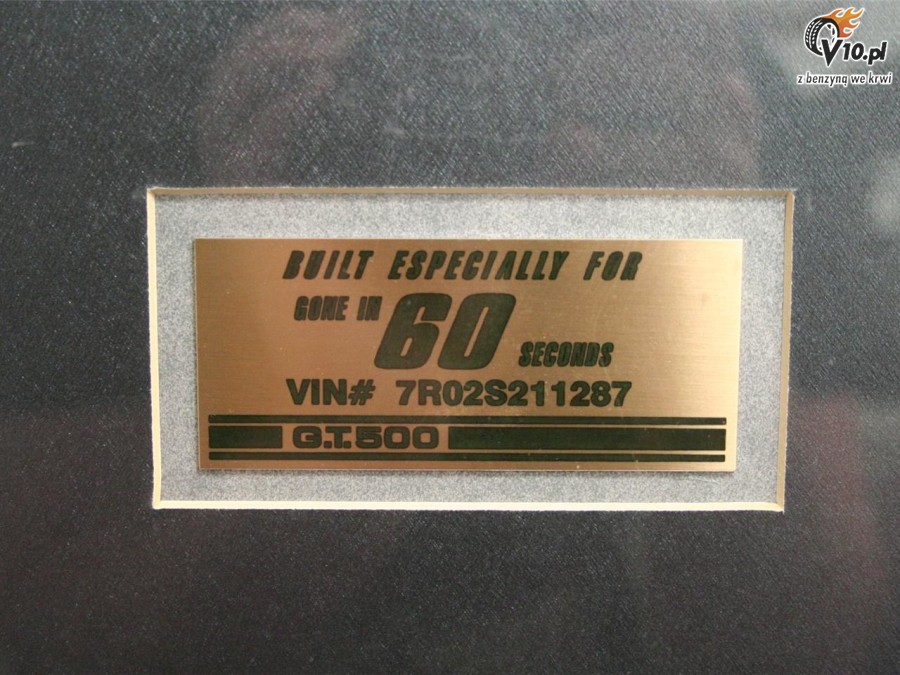 V10.pl
z benzyną we krwi
BUILT ESPECIALLY FOR
GONE IN 60 SECONDS
VIN# 7R02S211287
G.T.500